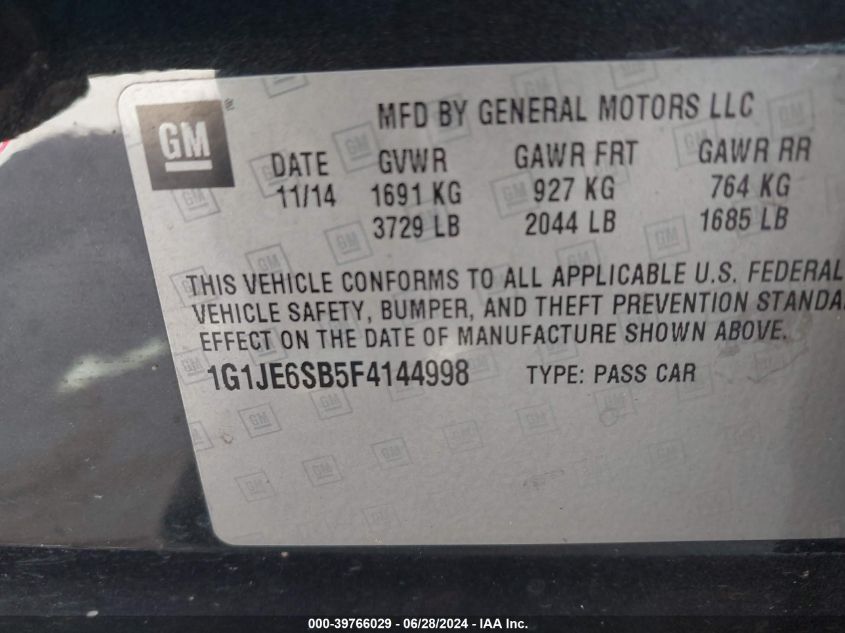 GM
MFD BY GENERAL MOTORS LLC
DATE GVWR GAWR FRT GAWR RR
11/14 1691 KG 927 KG 764 KG
3729 LB 2044 LB 1685 LB
THIS VEHICLE CONFORMS TO ALL APPLICABLE U.S. FEDERAL
VEHICLE SAFETY, BUMPER, AND THEFT PREVENTION STANDA
EFFECT ON THE DATE OF MANUFACTURE SHOWN ABOVE.
1G1JE6SB5F4144998 TYPE: PASS CAR
000-39766029 - 06/28/2024 - IAA Inc.